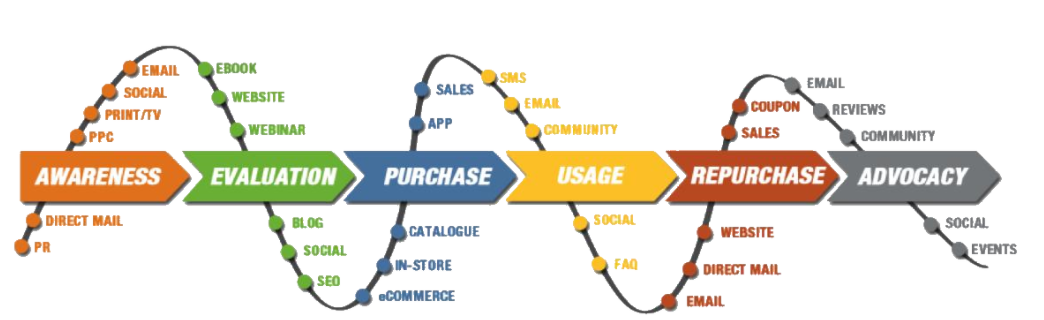 EMAIL
SOCIAL
PRINT/TV
PPC
AWARENESS
DIRECT MAIL
PR
EBOOK
WEBSITE
WEBINAR
EVALUATION
BLOG
SOCIAL
SEO
SALES
APP
PURCHASE
CATALOGUE
IN-STORE
eCOMMERCE
SMS
EMAIL
COMMUNITY
USAGE
SOCIAL
FAQ
COUPON
SALES
REPURCHASE
WEBSITE
DIRECT MAIL
EMAIL
EMAIL
REVIEWS
COMMUNITY
ADVOCACY
SOCIAL
EVENTS